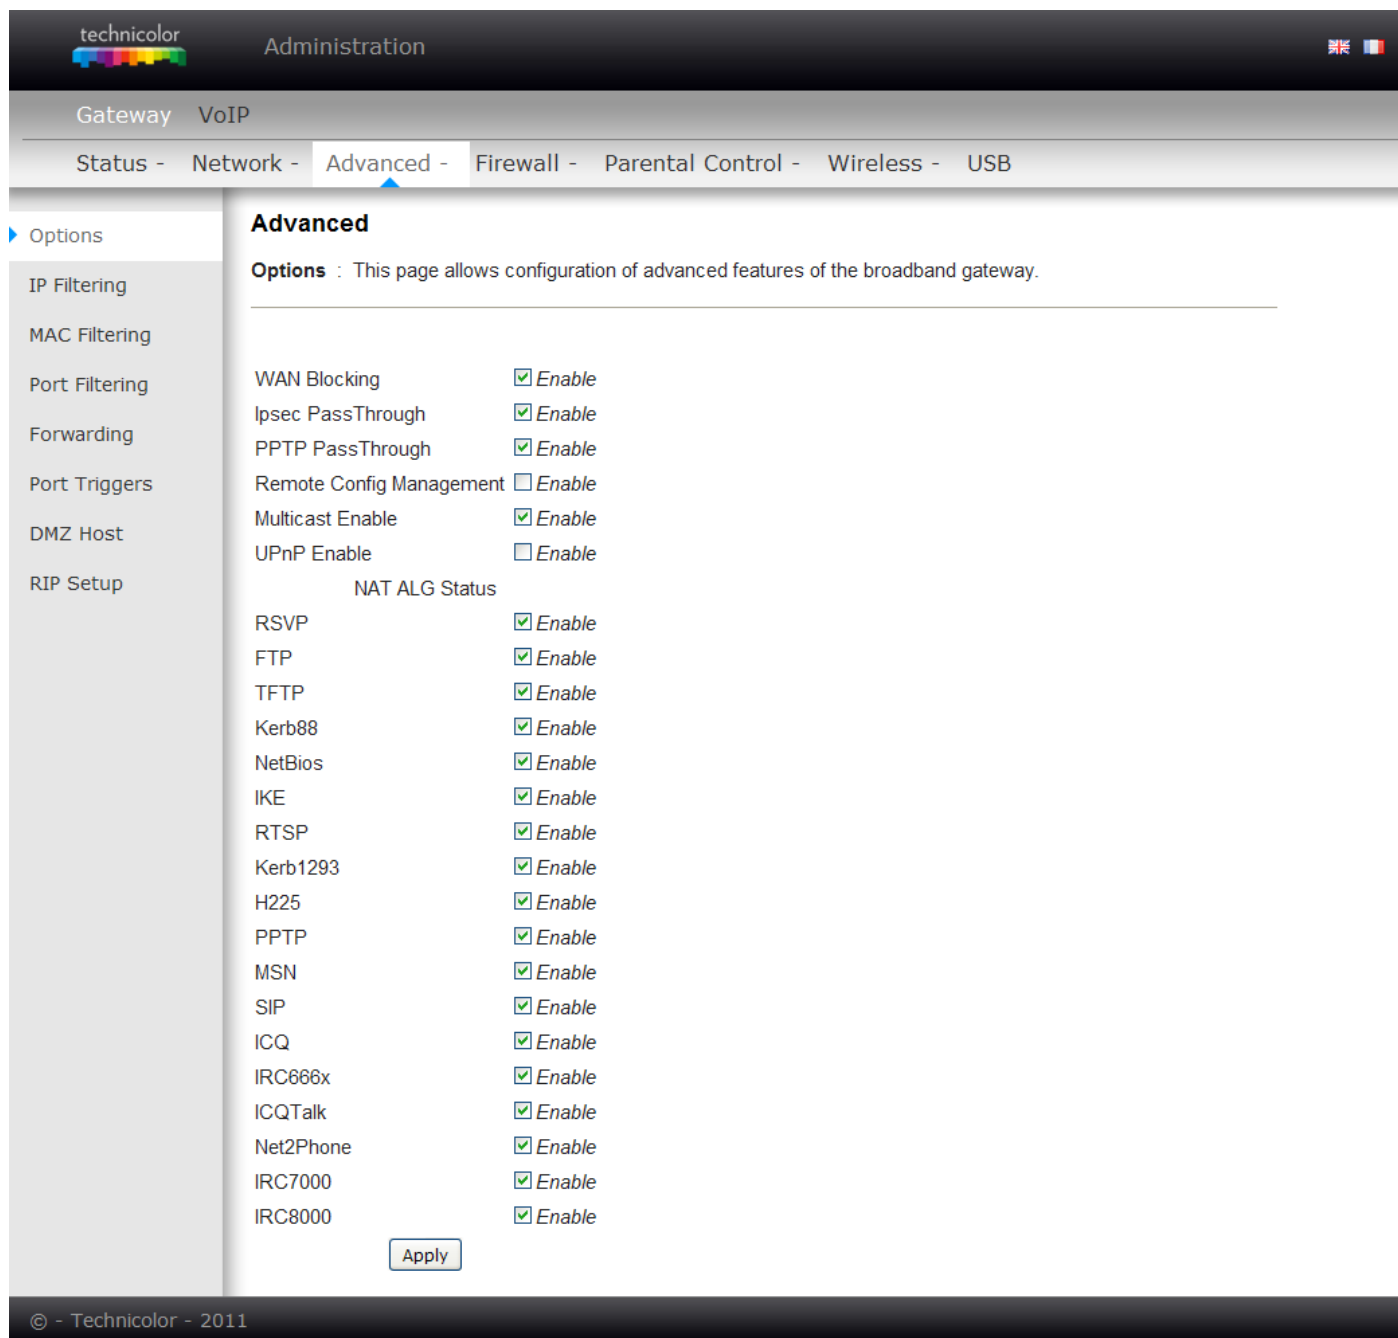 technicolor
Administration
Gateway VoIP
Status - Network - Advanced - Firewall - Parental Control - Wireless - USB
Options
IP Filtering
MAC Filtering
Port Filtering
Forwarding
Port Triggers
DMZ Host
RIP Setup
Advanced
Options : This page allows configuration of advanced features of the broadband gateway.
WAN Blocking Enable
Ipsec PassThrough Enable
PPTP PassThrough Enable
Remote Config Management Enable
Multicast Enable Enable
UPnP Enable Enable
NAT ALG Status
RSVP Enable
FTP Enable
TFTP Enable
Kerb88 Enable
NetBios Enable
IKE Enable
RTSP Enable
Kerb1293 Enable
H225 Enable
PPTP Enable
MSN Enable
SIP Enable
ICQ Enable
IRC666x Enable
ICQTalk Enable
Net2Phone Enable
IRC7000 Enable
IRC8000 Enable
Apply
© - Technicolor - 2011